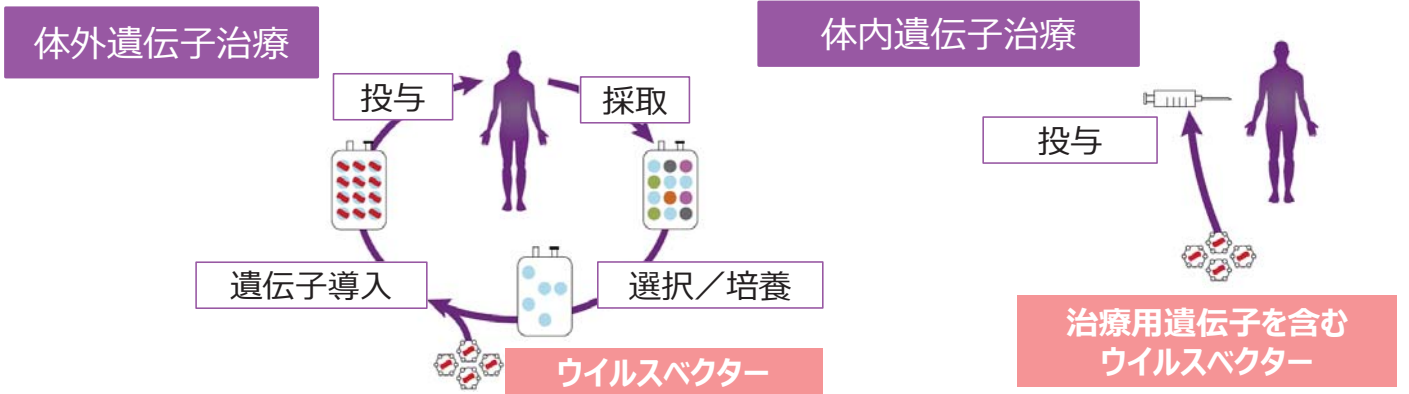 体外遺伝子治療
投与
採取
遺伝子導入
選択／培養
ウイルスベクター
体内遺伝子治療
投与
治療用遺伝子を含む
ウイルスベクター